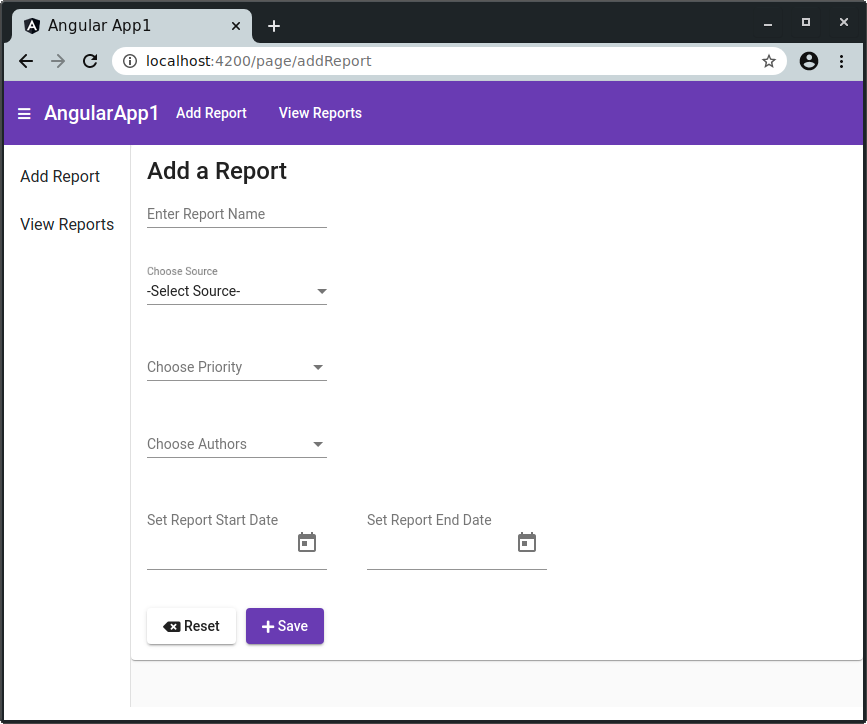 Angular App1
localhost:4200/page/addReport
AngularApp1 Add Report View Reports
Add Report
View Reports
Add a Report
Enter Report Name
Choose Source
-Select Source-
Choose Priority
Choose Authors
Set Report Start Date Set Report End Date
Reset Save